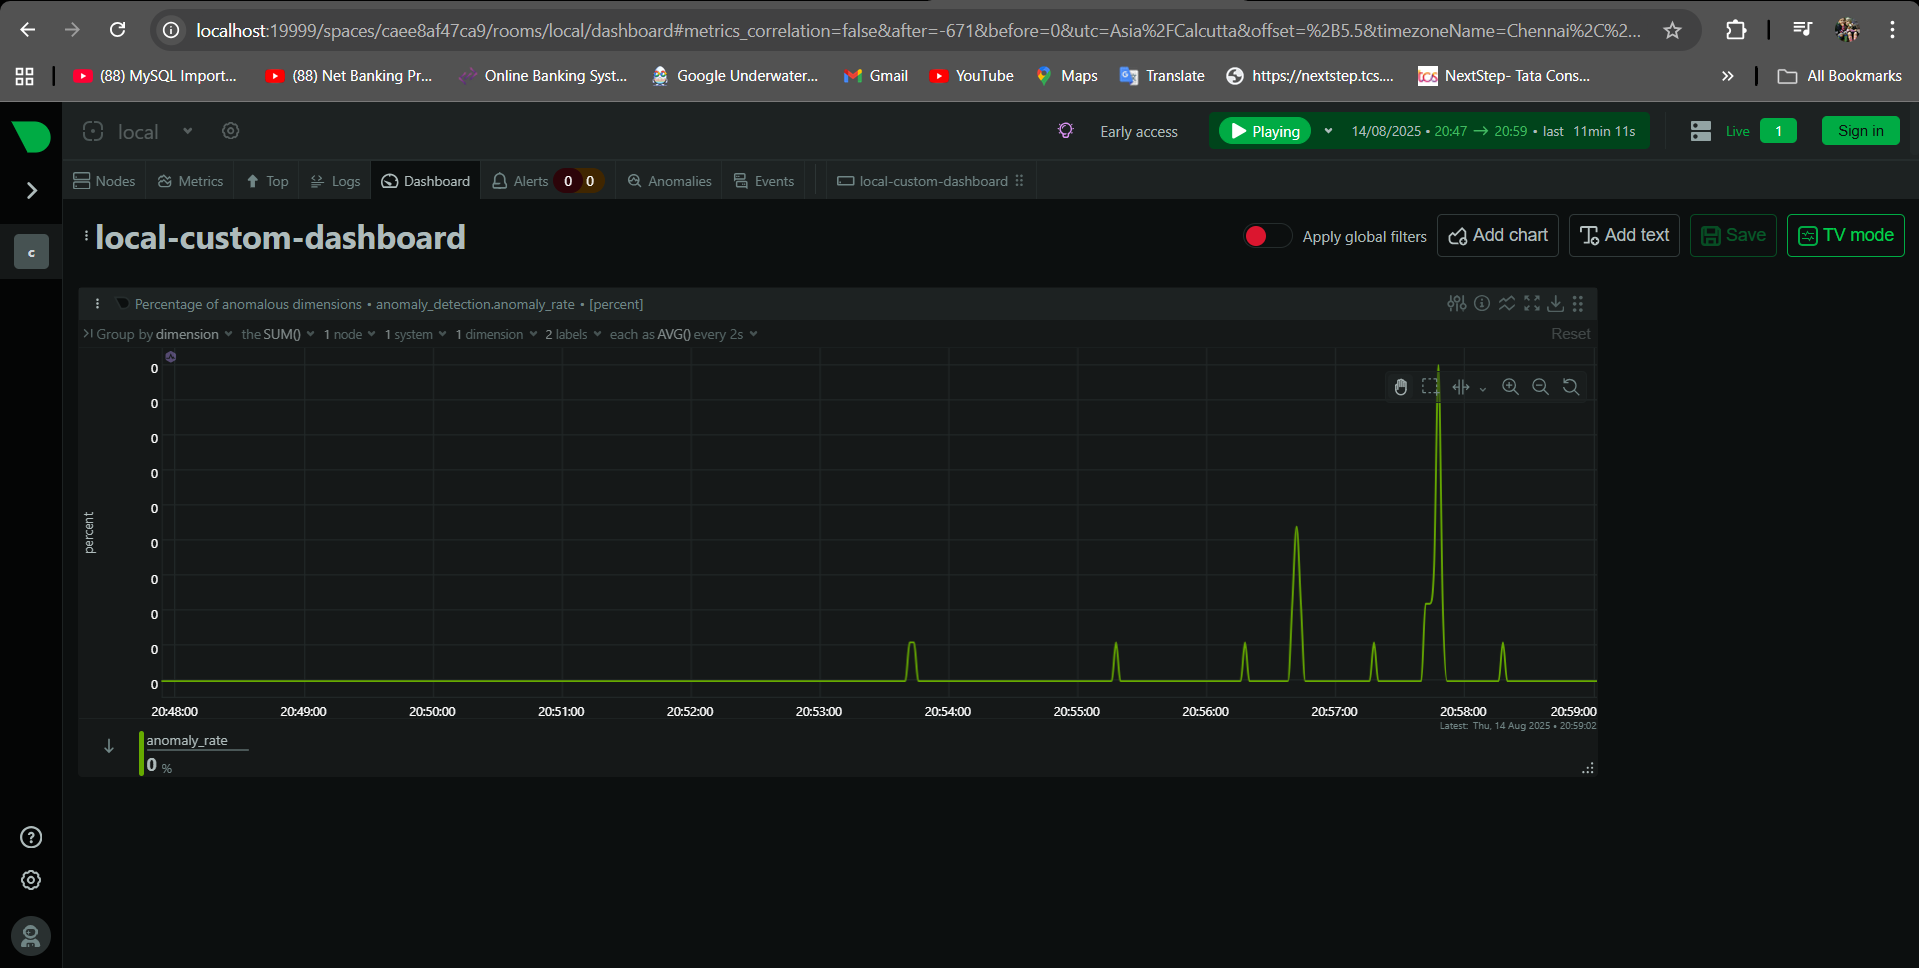 localhost:19999/spaces/caee8af47ca9/rooms/local/dashboard#metrics_correlation=false&after=-671&before=0&utc=Asia%2FCalcutta&offset=%2B5.5&timezoneName=Chennai%2C%2...
(88) MySQL Import... (88) Net Banking Pr... Online Banking Syst... Google Underwater... Gmail YouTube Maps Translate https://nextstep.tcs.... tcs NextStep- Tata Cons... » All Bookmarks
local Early access Playing 14/08/2025 • 20:47 → 20:59 • last 11min 11s Live 1 Sign in
Nodes Metrics Top Logs Dashboard Alerts 0 0 Anomalies Events local-custom-dashboard
c
local-custom-dashboard Apply global filters Add chart Add text Save TV mode
Percentage of anomalous dimensions • anomaly_detection.anomaly_rate • [percent]
Group by dimension the SUM() 1 node 1 system 1 dimension 2 labels each as AVG() every 2s Reset
0
0
0
0
0
0
0
0
0
0
percent
20:48:00 20:49:00 20:50:00 20:51:00 20:52:00 20:53:00 20:54:00 20:55:00 20:56:00 20:57:00 20:58:00 20:59:00
Latest: Thu, 14 Aug 2025 • 20:59:02
anomaly_rate
0 %